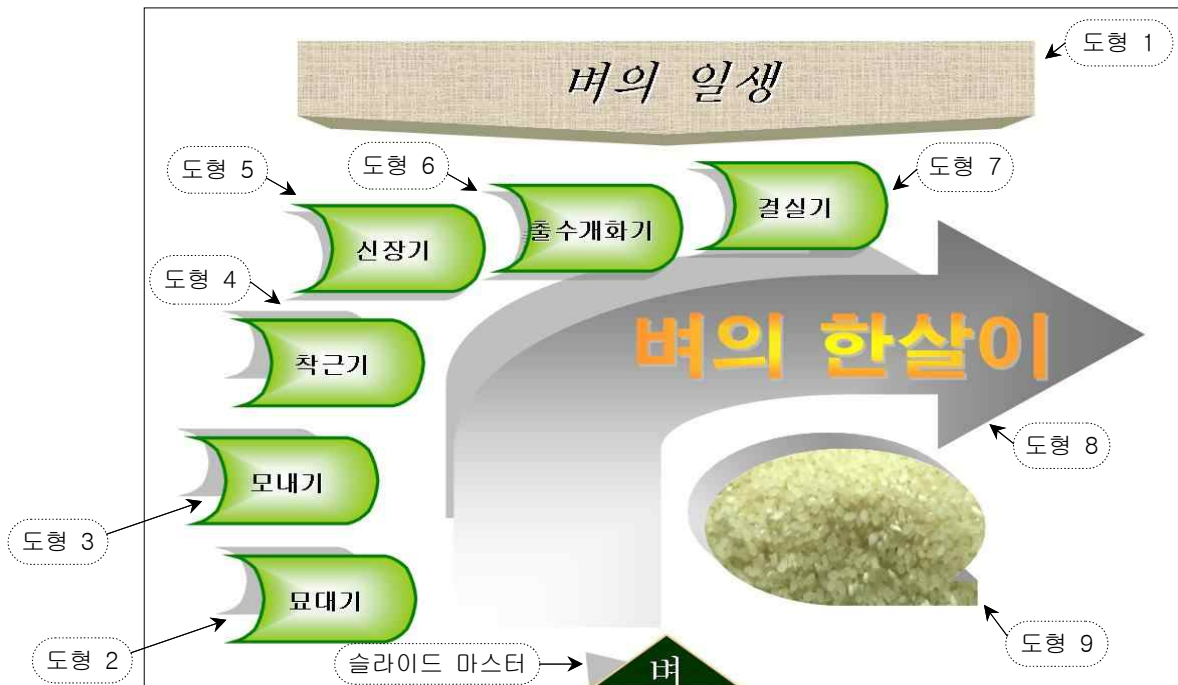 도형 1
벼의 일생
도형 5
도형 6
도형 7
신장기
출수개화기
결실기
도형 4
착근기
벼의 한살이
도형 8
모내기
도형 3
묘대기
도형 2
슬라이드 마스터
벼
도형 9